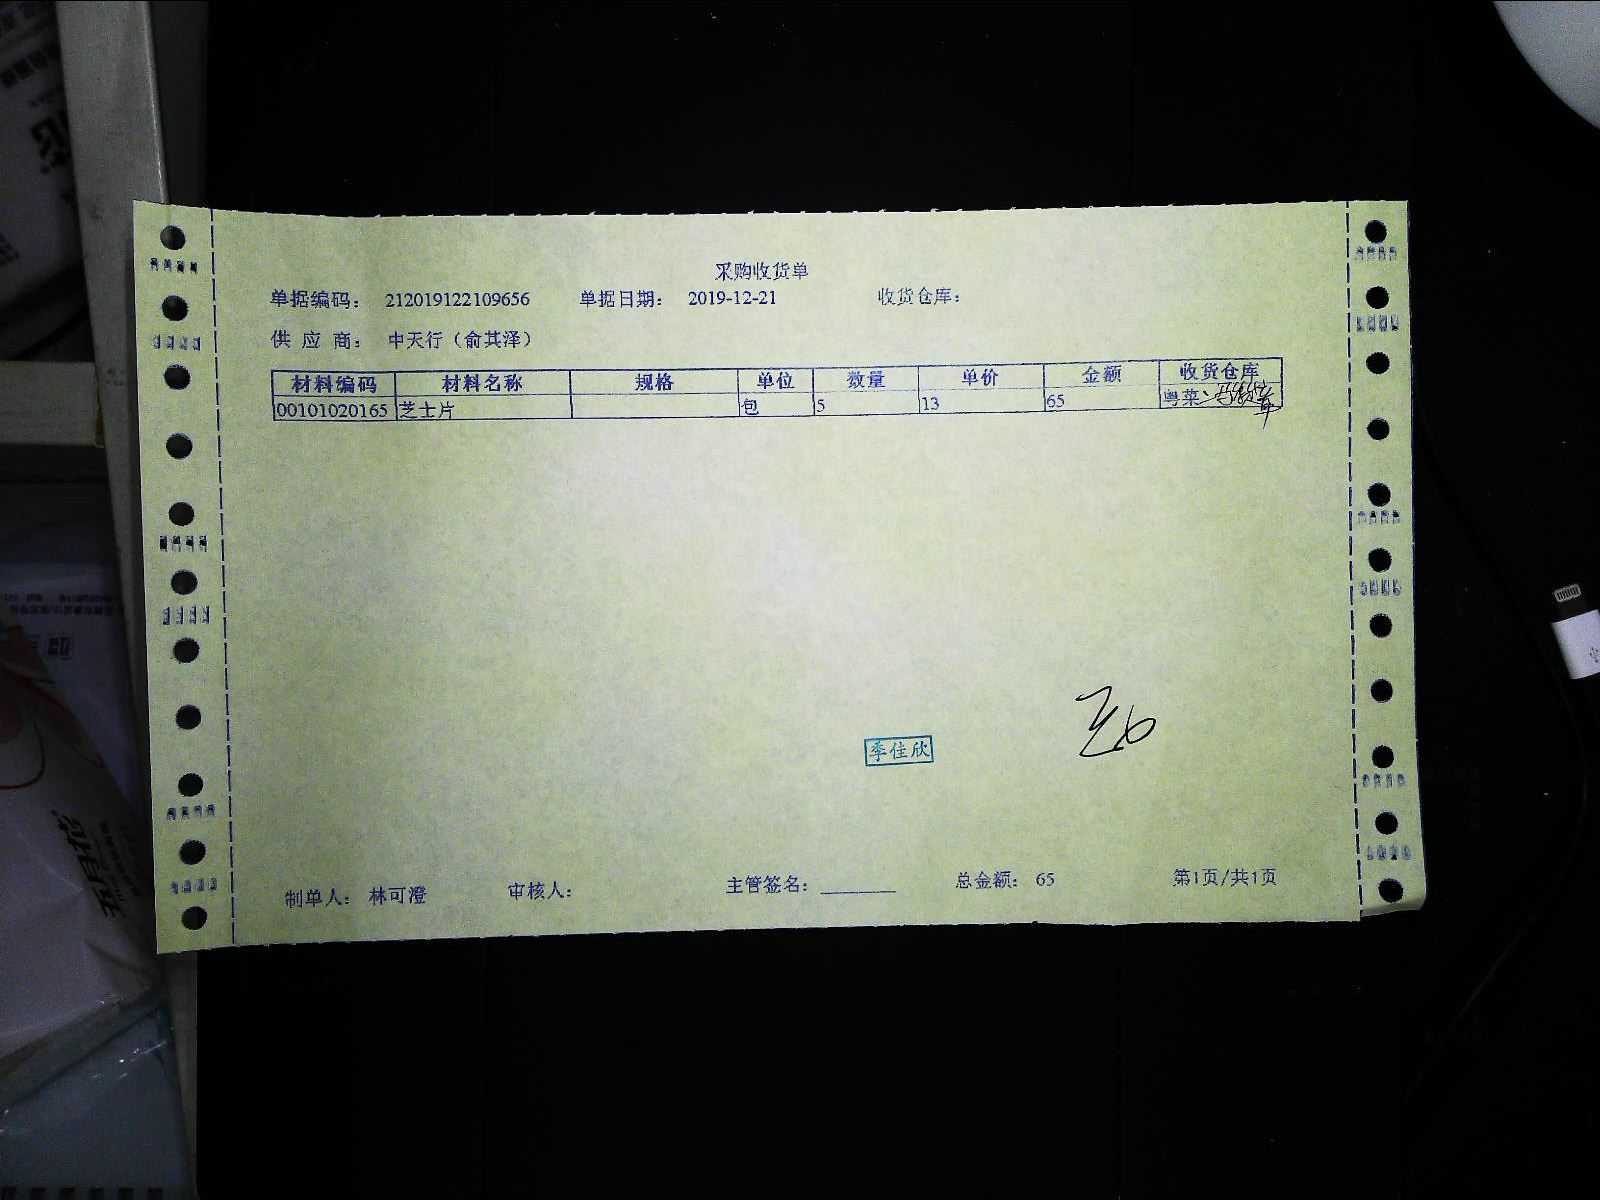 采购收货单
单据编码： 212019122109656 单据日期： 2019-12-21 收货仓库：
供 应 商： 中天行（俞其泽）
材料编码 材料名称 规格 单位 数量 单价 金额 收货仓库
00101020165 芝士片 包 5 13 65 粤菜
季佳欣
制单人： 林可澄 审核人： 主管签名： ________ 总金额： 65 第1页/共1页